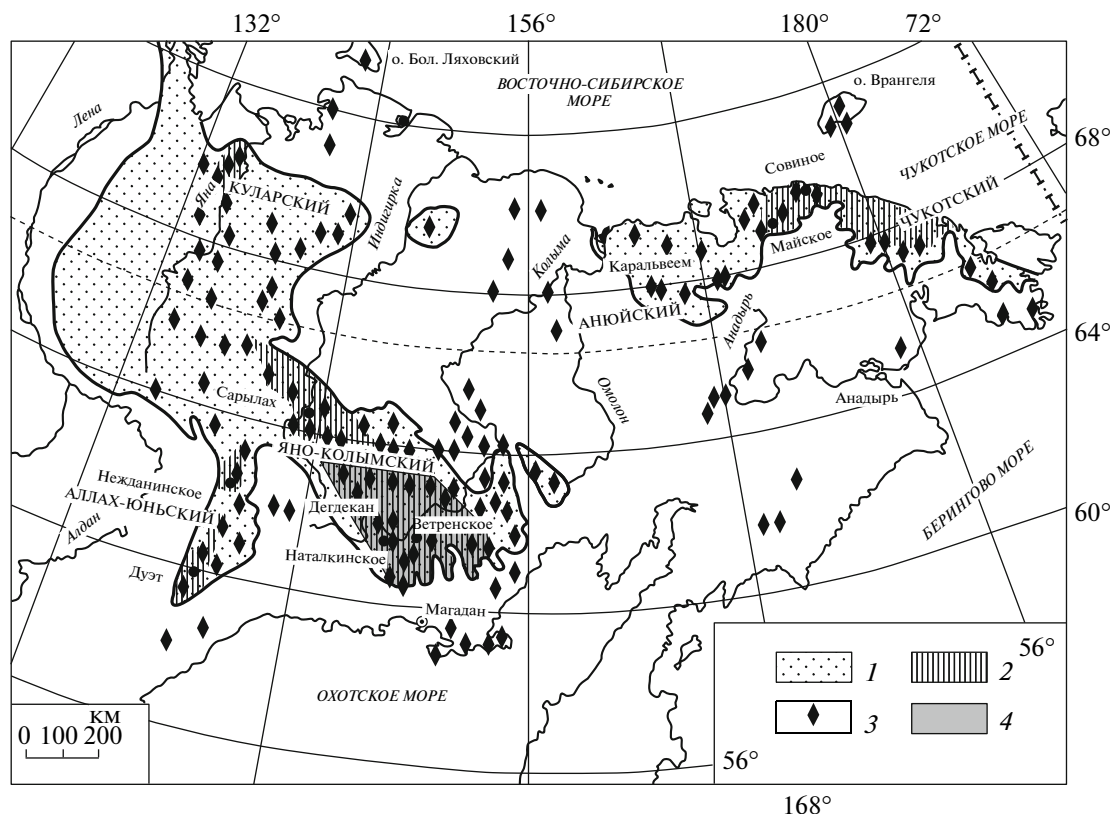 132°
156°
180°
72°
о. Бол. Ляховский
ВОСТОЧНО-СИБИРСКОЕ
МОРЕ
о. Врангеля
Лена
ЧУКОТСКОЕ МОРЕ
68°
Совиное
Яна
КУЛАРСКИЙ
ЧУКОТСКИЙ
Индигирка
Майское
Колыма
Каральвеем
АНЮЙСКИЙ
Анадырь
64°
Омолон
Сарылах
Анадырь
ЯНО-КОЛЫМСКИЙ
Нежданинское
АЛЛАХ-ЮНЬСКИЙ
Дегдекан
Ветренское
БЕРИНГОВО МОРЕ
60°
Алдан
Наталкинское
Дуэт
Магадан
ОХОТСКОЕ МОРЕ
56°
1
2
3
4
км
0 100 200
56°
168°